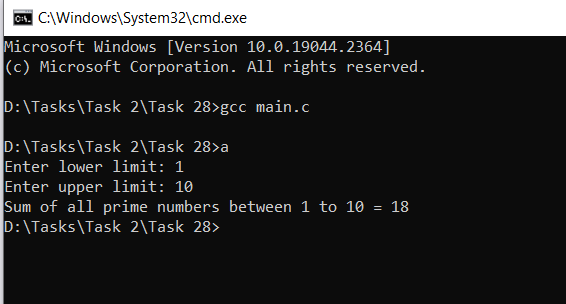 C:\Windows\System32\cmd.exe
Microsoft Windows [Version 10.0.19044.2364]
(c) Microsoft Corporation. All rights reserved.
D:\Tasks\Task 2\Task 28>gcc main.c
D:\Tasks\Task 2\Task 28>a
Enter lower limit: 1
Enter upper limit: 10
Sum of all prime numbers between 1 to 10 = 18
D:\Tasks\Task 2\Task 28>